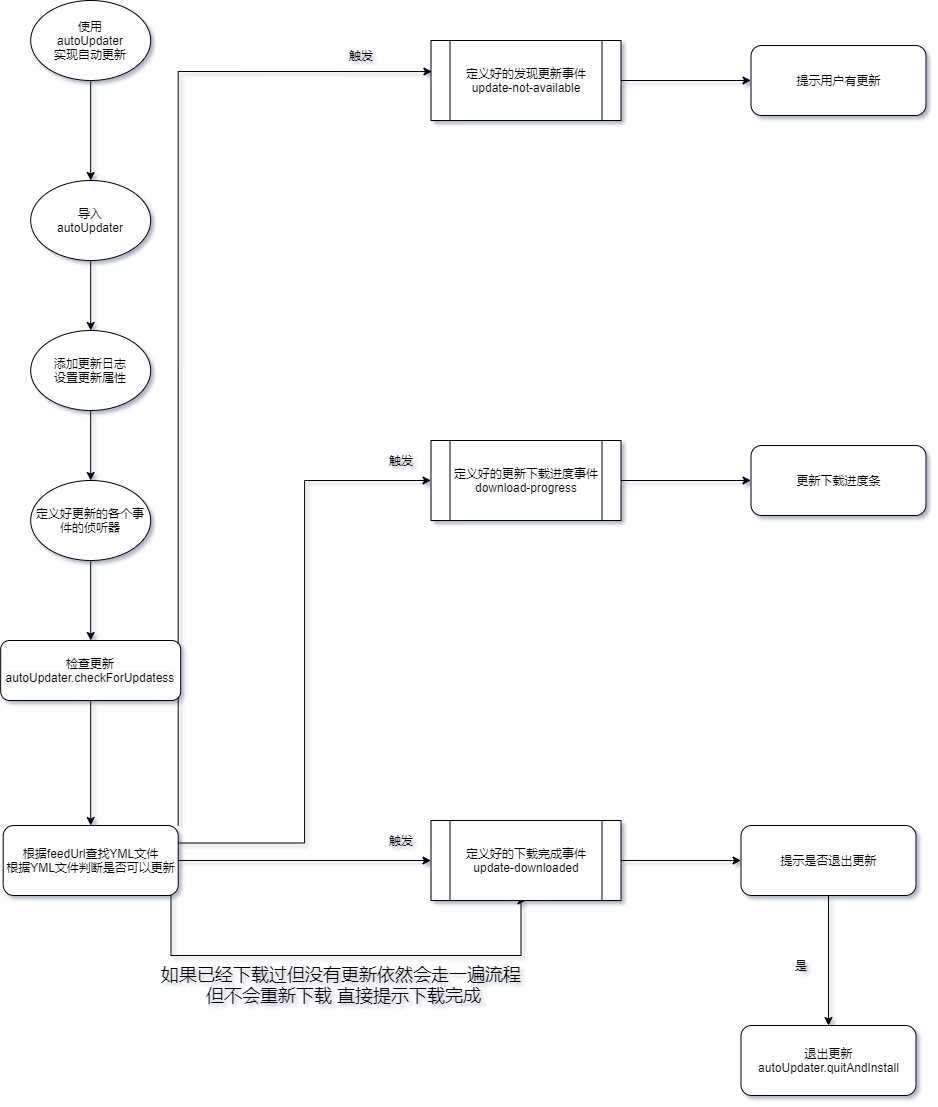 使用
autoUpdater
实现自动更新
触发
定义好的发现更新事件
update-not-available
提示用户有更新
导入
autoUpdater
添加更新日志
设置更新属性
触发
定义好的更新下载进度事件
download-progress
更新下载进度条
定义好更新的各个事
件的侦听器
检查更新
autoUpdater.checkForUpdatess
根据feedUrl查找YML文件
根据YML文件判断是否可以更新
触发
定义好的下载完成事件
update-downloaded
提示是否退出更新
如果已经下载过但没有更新依然会走一遍流程
但不会重新下载 直接提示下载完成
是
退出更新
autoUpdater.quitAndInstall